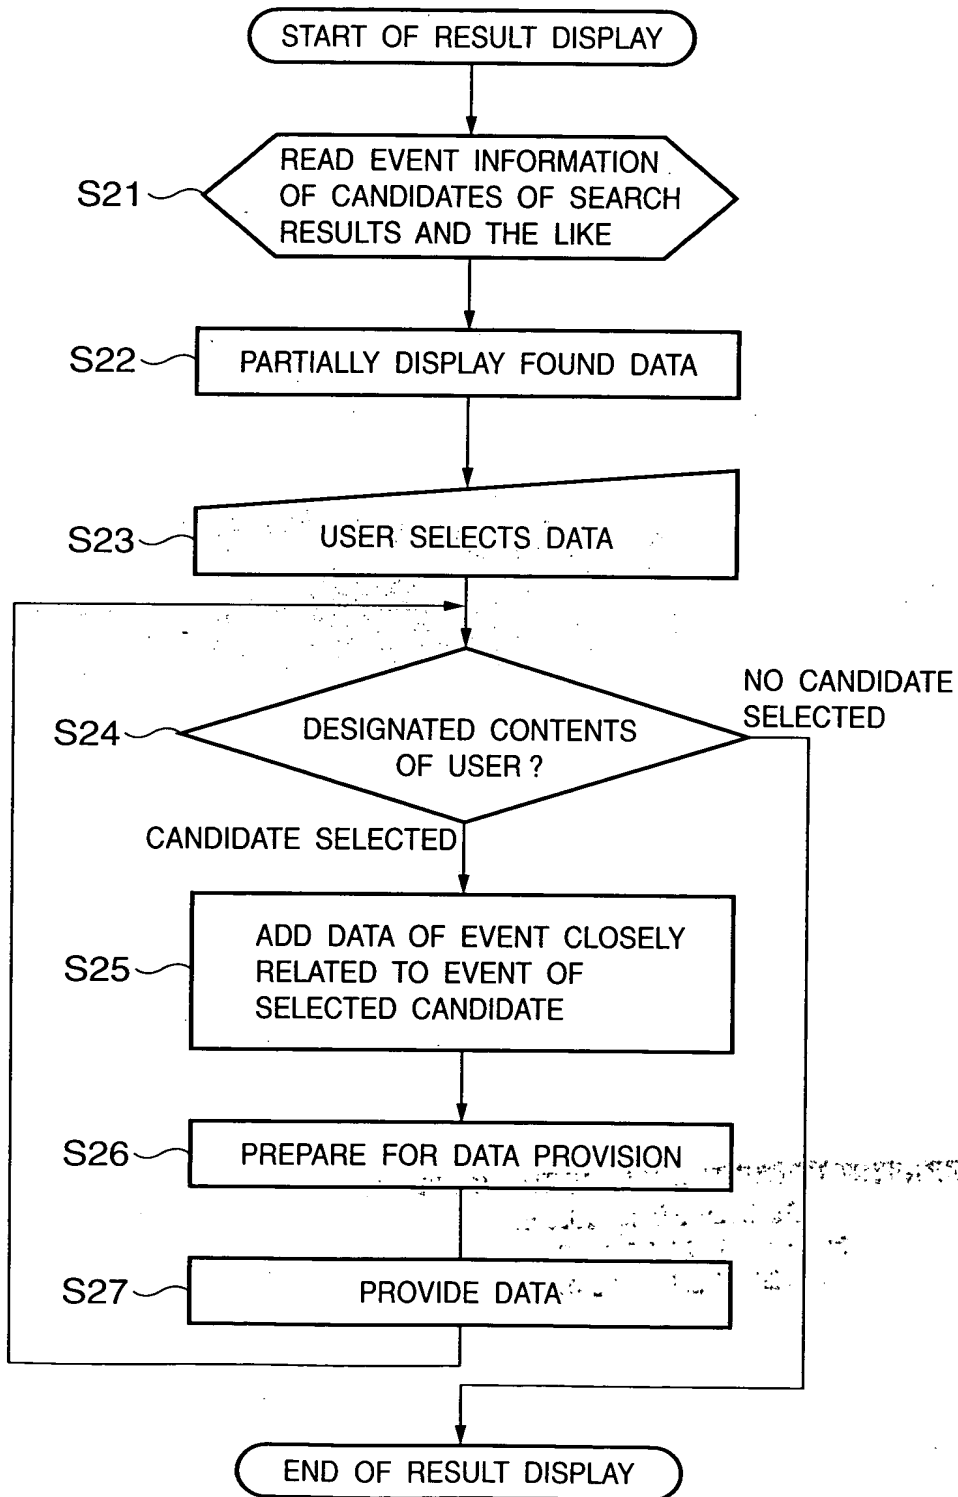 START OF RESULT DISPLAY
S21
READ EVENT INFORMATION
OF CANDIDATES OF SEARCH
RESULTS AND THE LIKE
S22
PARTIALLY DISPLAY FOUND DATA
S23
USER SELECTS DATA
NO CANDIDATE
SELECTED
S24
DESIGNATED CONTENTS
OF USER?
CANDIDATE SELECTED
S25
ADD DATA OF EVENT CLOSELY
RELATED TO EVENT OF
SELECTED CANDIDATE
S26
PREPARE FOR DATA PROVISION
S27
PROVIDE DATA
END OF RESULT DISPLAY